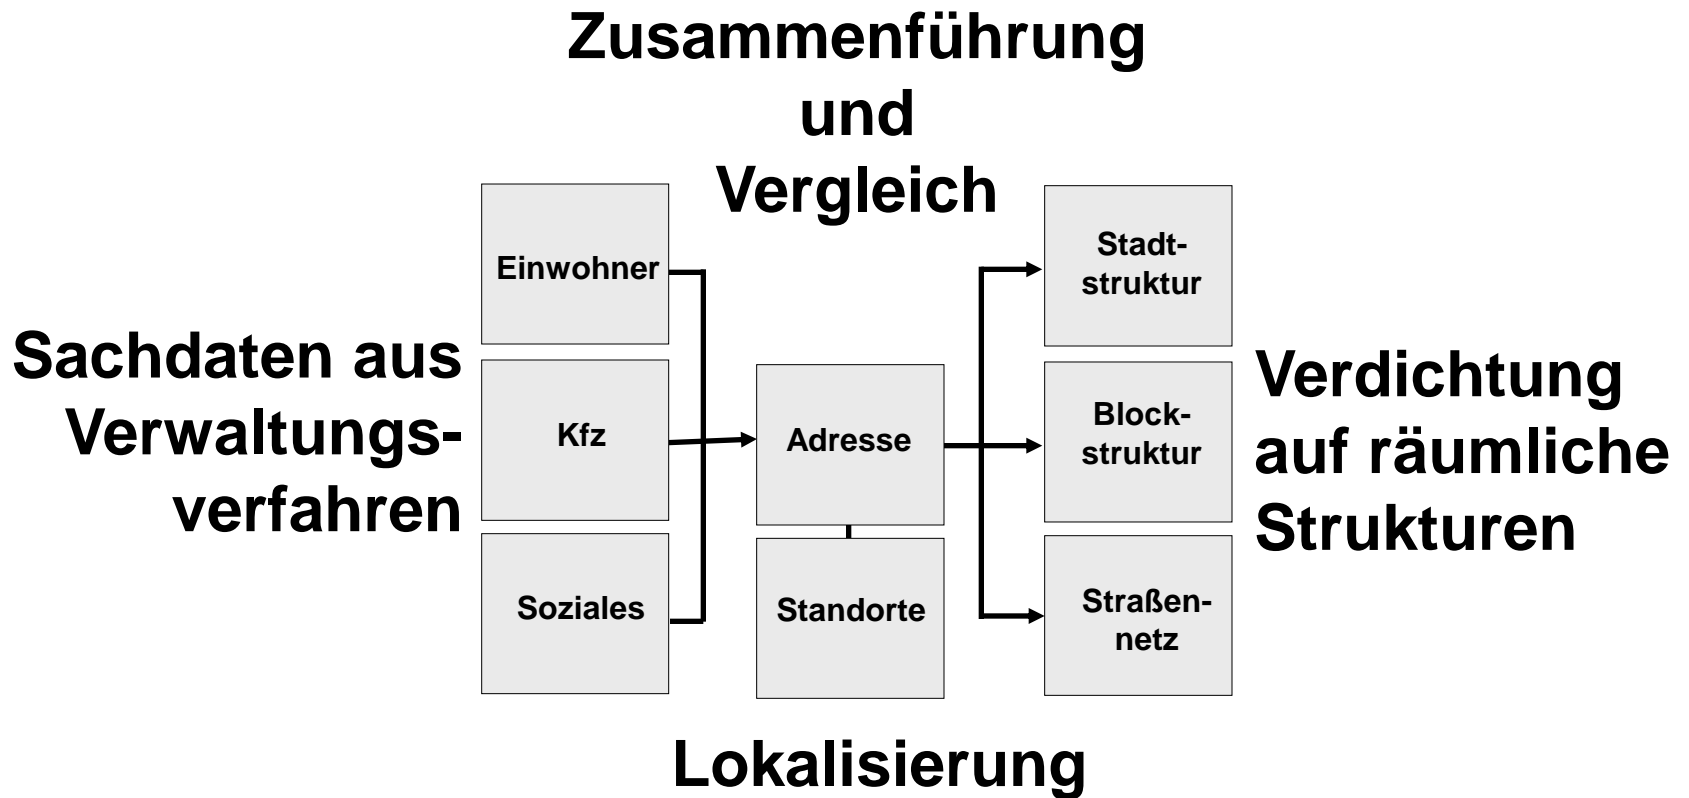 Zusammenführung
und
Vergleich
Sachdaten aus
Verwaltungs-
verfahren
Einwohner
Kfz
Soziales
Adresse
Standorte
Stadt-
struktur
Block-
struktur
Straßen-
netz
Verdichtung
auf räumliche
Strukturen
Lokalisierung